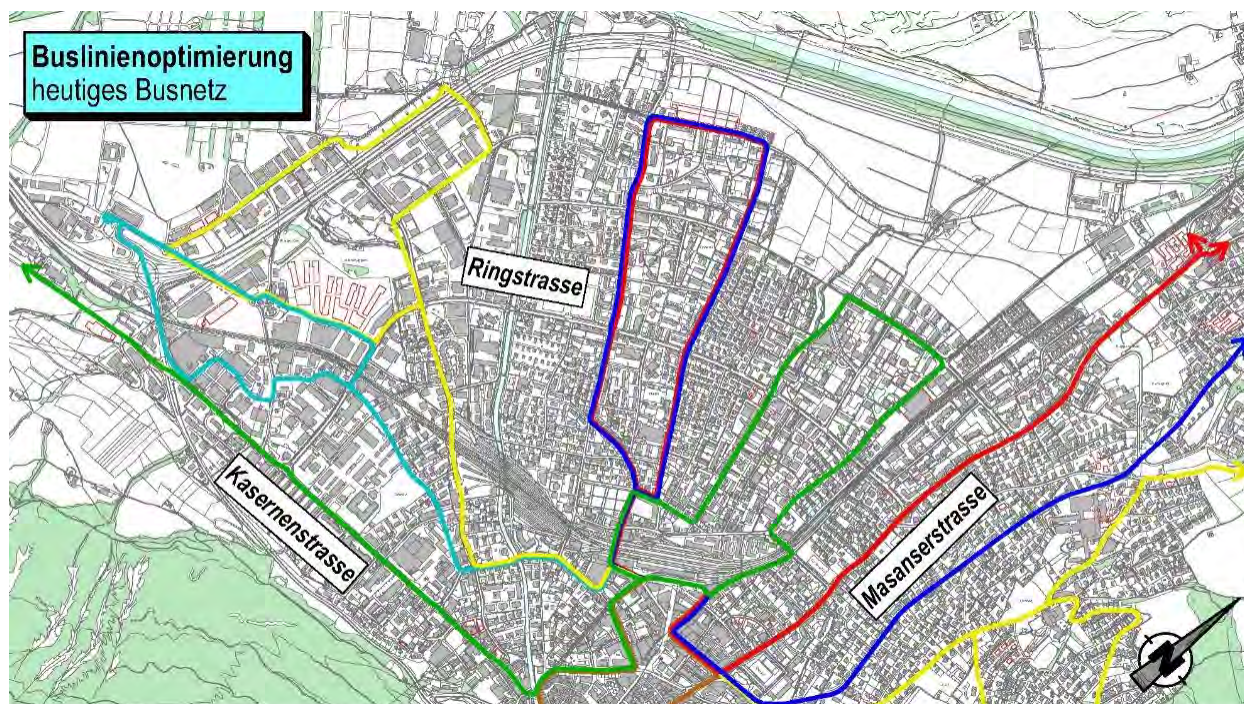 Buslinienoptimierung
heutiges Busnetz
Ringstrasse
Kasernenstrasse
Masanserstrasse
N